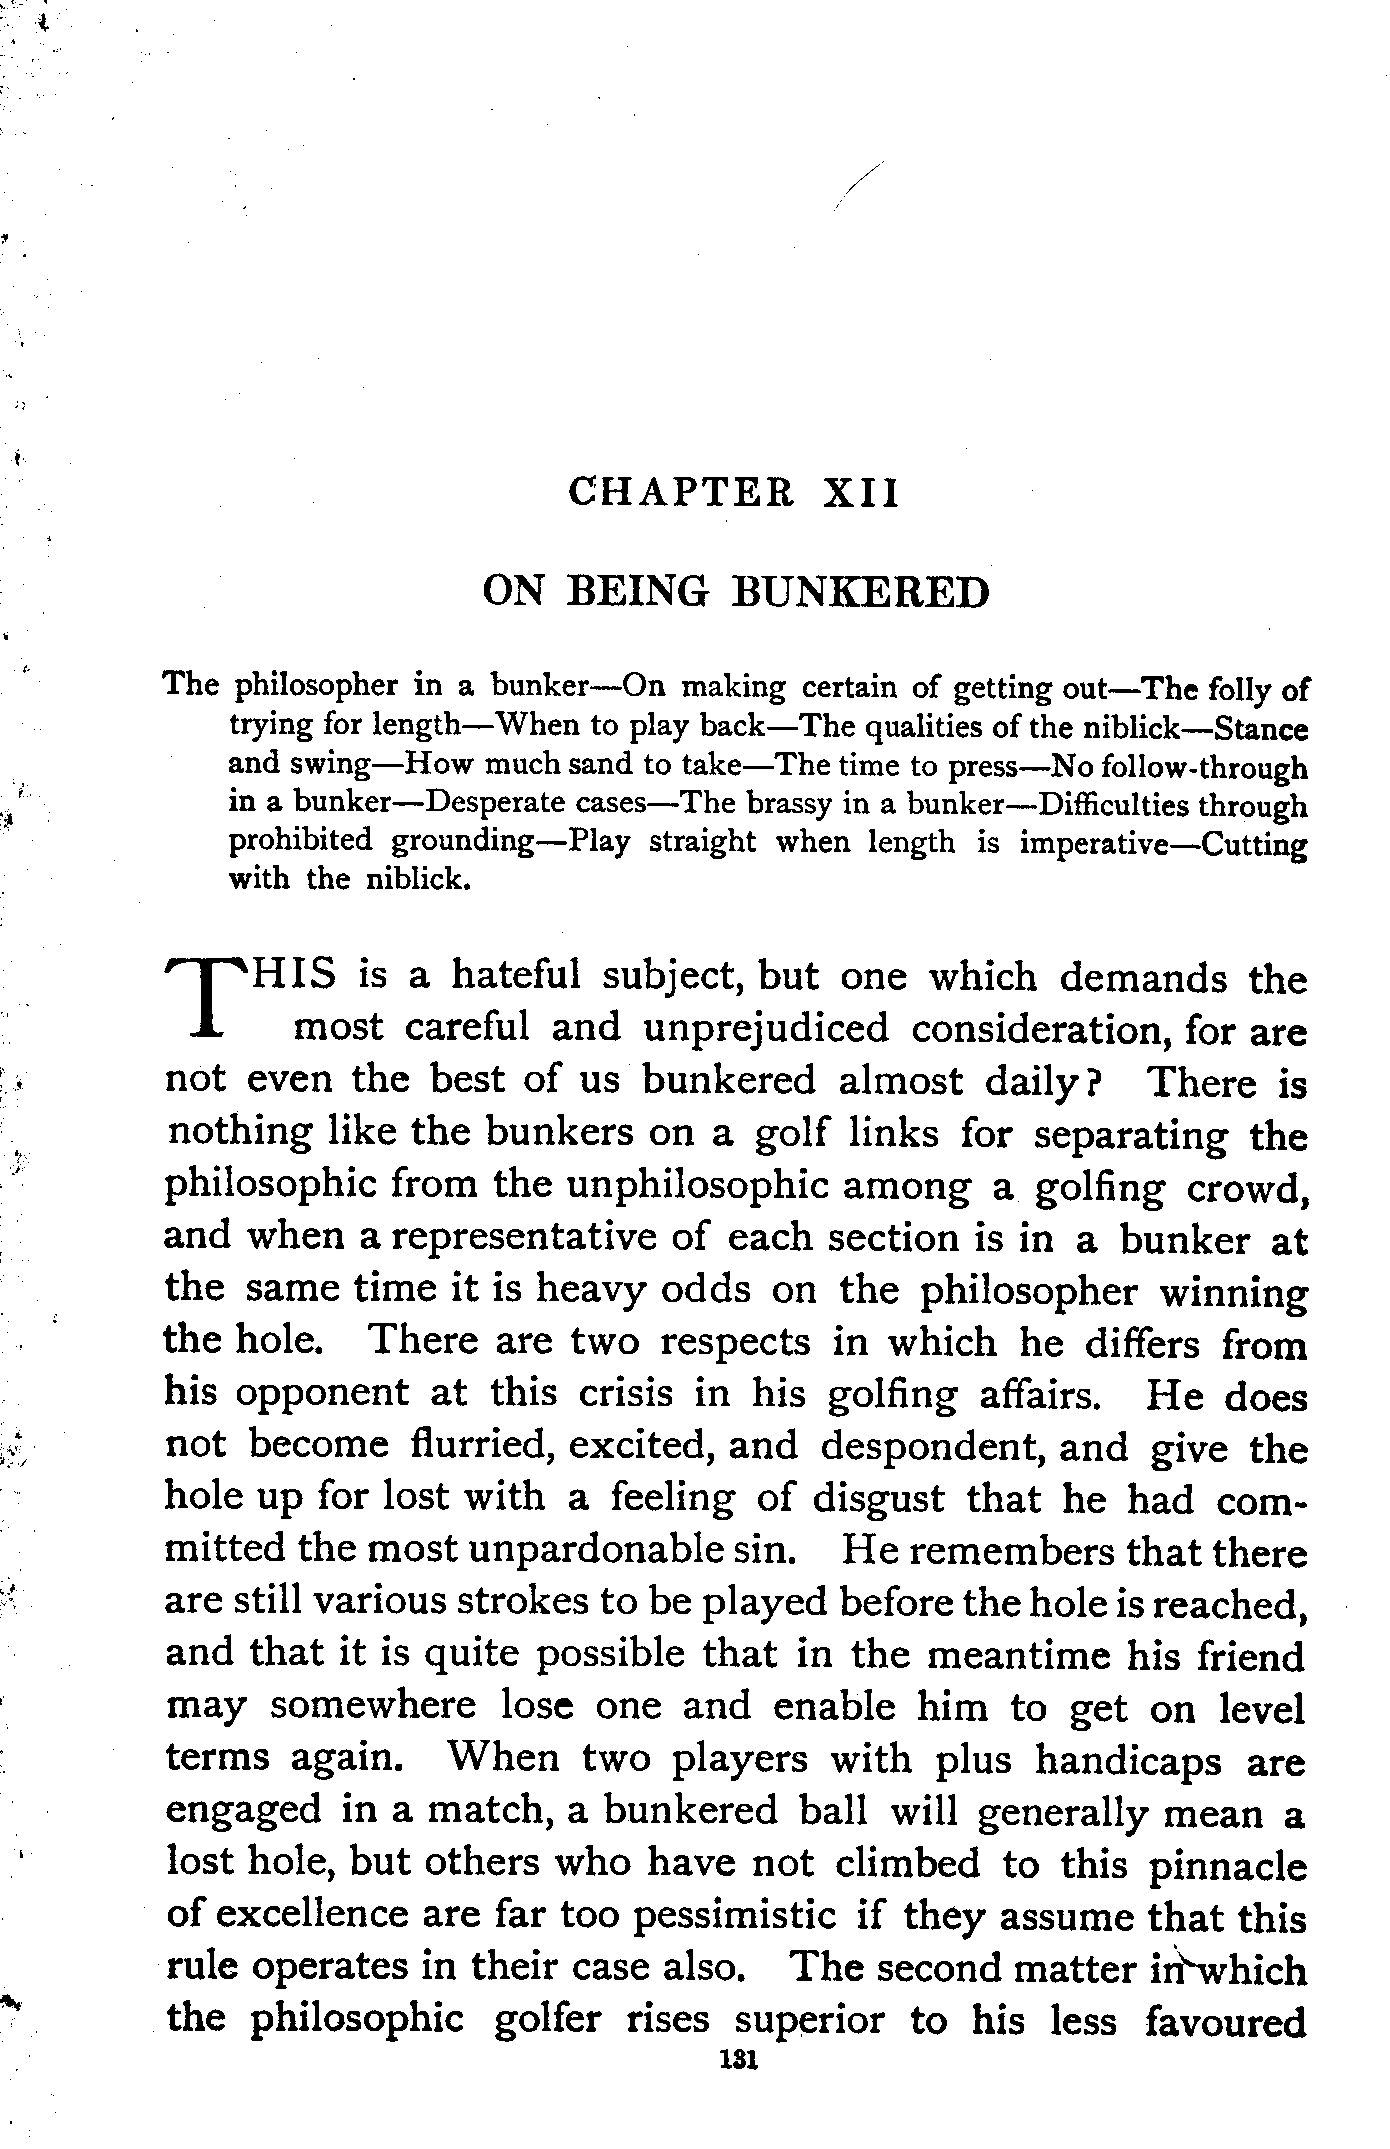 CHAPTER XII
ON BEING BUNKERED
The philosopher in a bunker—On making certain of getting out—The folly of
trying for length—When to play back—The qualities of the niblick—Stance
and swing—How much sand to take—The time to press—No follow-through
in a bunker—Desperate cases—The brassy in a bunker—Difficulties through
prohibited grounding—Play straight when length is imperative—Cutting
with the niblick.
THIS is a hateful subject, but one which demands the
most careful and unprejudiced consideration, for are
not even the best of us bunkered almost daily? There is
nothing like the bunkers on a golf links for separating the
philosophic from the unphilosophic among a golfing crowd,
and when a representative of each section is in a bunker at
the same time it is heavy odds on the philosopher winning
the hole. There are two respects in which he differs from
his opponent at this crisis in his golfing affairs. He does
not become flurried, excited, and despondent, and give the
hole up for lost with a feeling of disgust that he had com-
mitted the most unpardonable sin. He remembers that there
are still various strokes to be played before the hole is reached,
and that it is quite possible that in the meantime his friend
may somewhere lose one and enable him to get on level
terms again. When two players with plus handicaps are
engaged in a match, a bunkered ball will generally mean a
lost hole, but others who have not climbed to this pinnacle
of excellence are far too pessimistic if they assume that this
rule operates in their case also. The second matter in which
the philosophic golfer rises superior to his less favoured
131